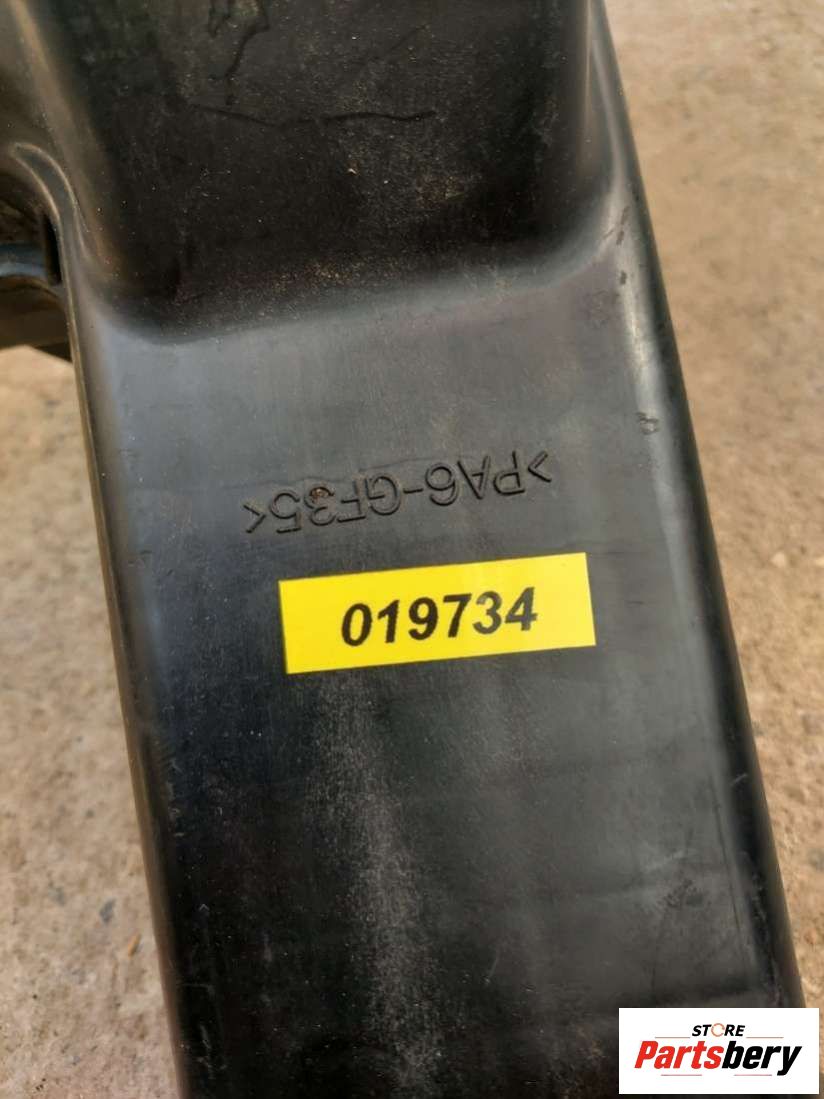 >PA6-GF35<
019734
STORE
Partsbery